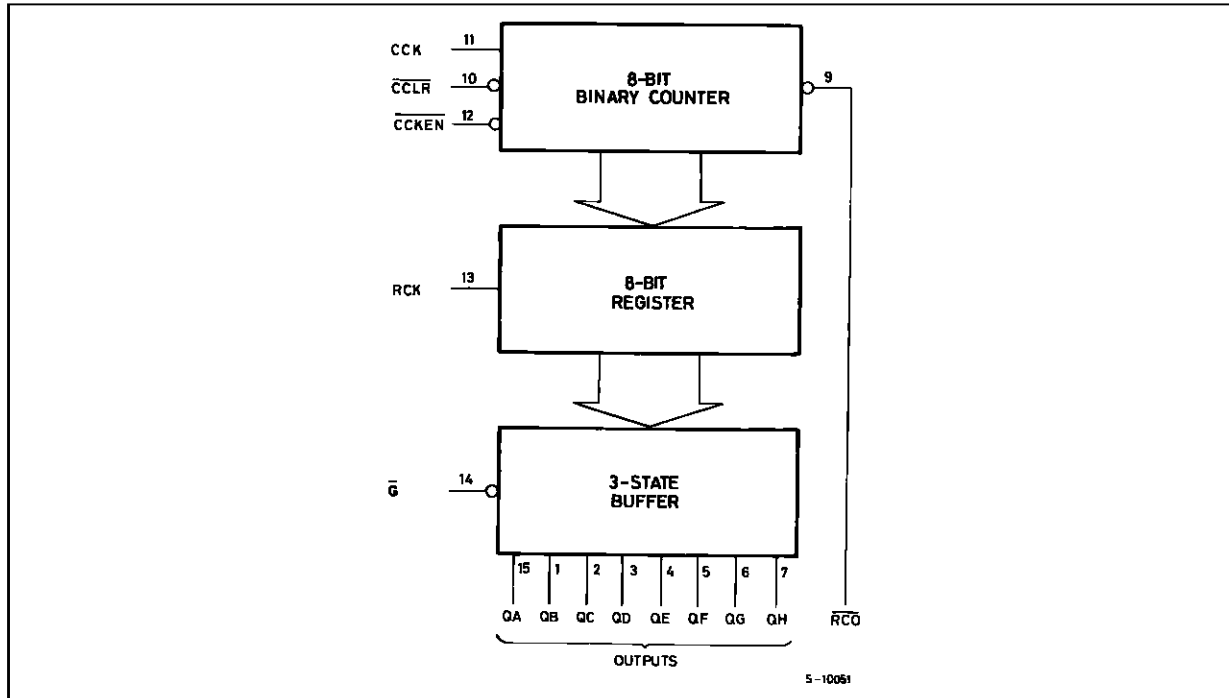 CCK 11
CCLR 10
CCKEN 12
8-BIT
BINARY COUNTER
9
RCK 13
8-BIT
REGISTER
G 14
3-STATE
BUFFER
15 1 2 3 4 5 6 7
QA QB QC QD QE QF QG QH RCO
OUTPUTS
S-10051